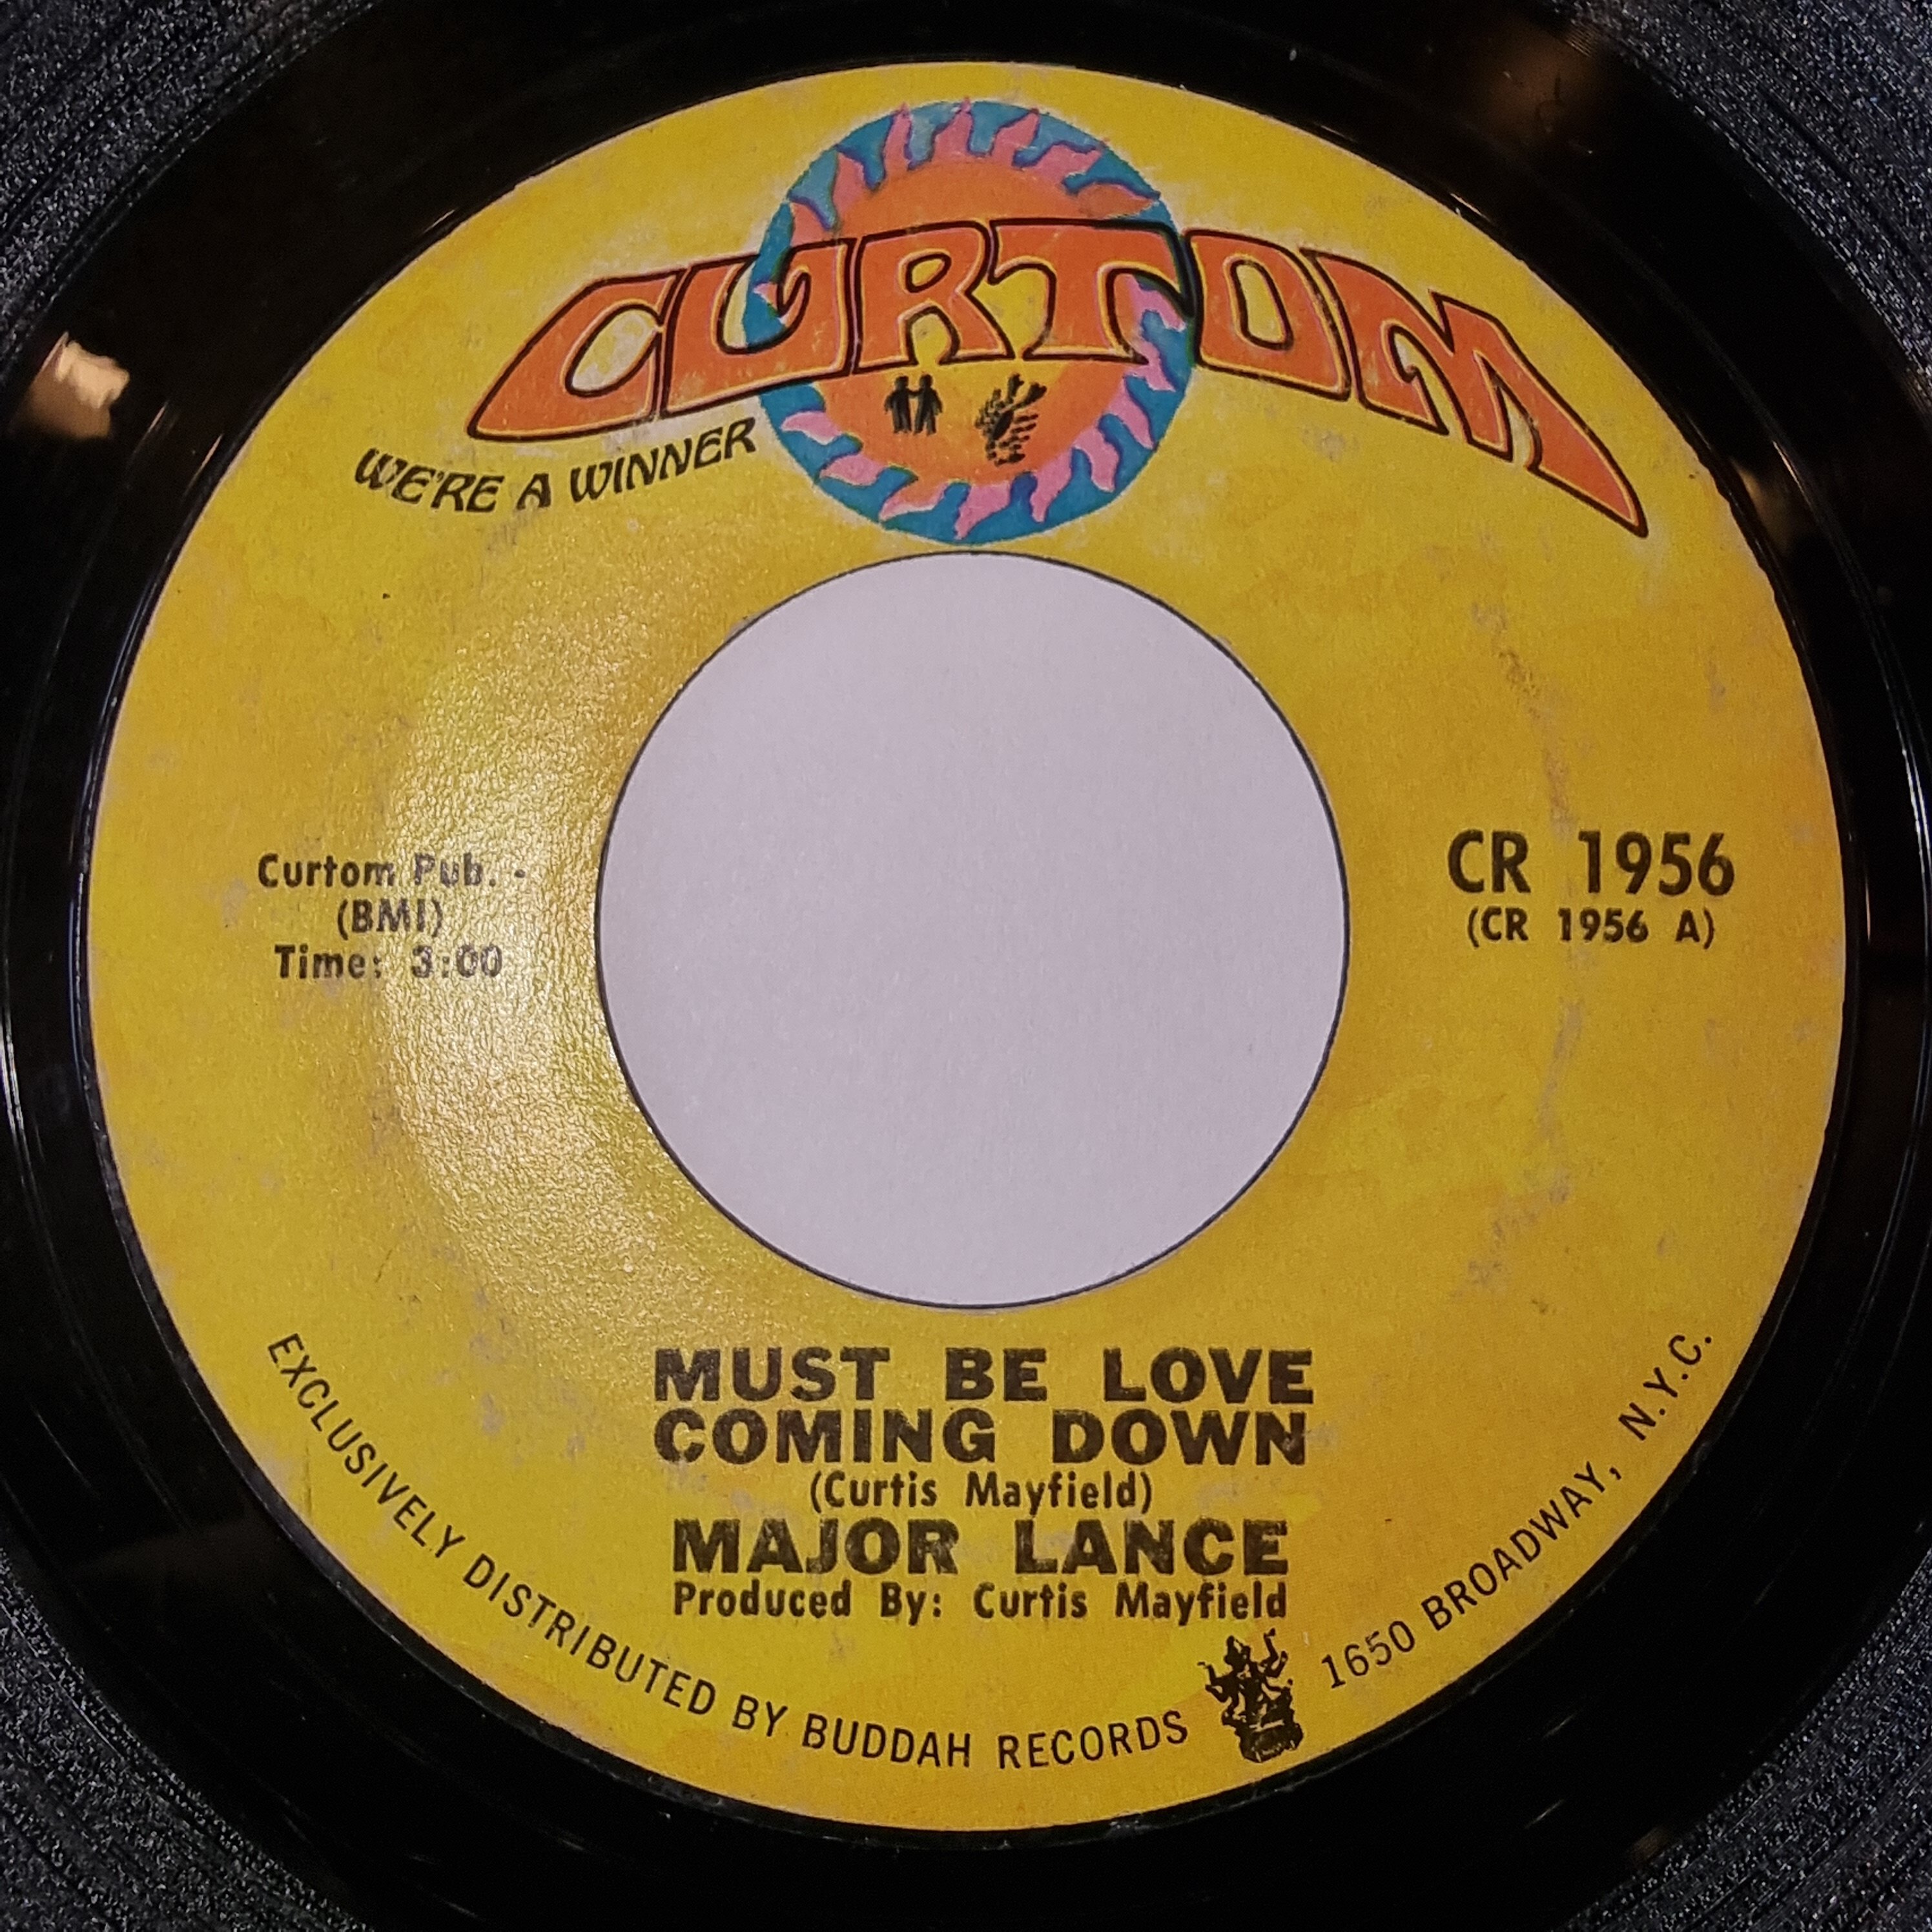 CURTOM
WE'RE A WINNER
Curtom Pub. -
(BMI)
Time: 3:00
CR 1956
(CR 1956 A)
MUST BE LOVE
COMING DOWN
(Curtis Mayfield)
MAJOR LANCE
Produced By: Curtis Mayfield
EXCLUSIVELY DISTRIBUTED BY BUDDAH RECORDS 1650 BROADWAY, N.Y.C.